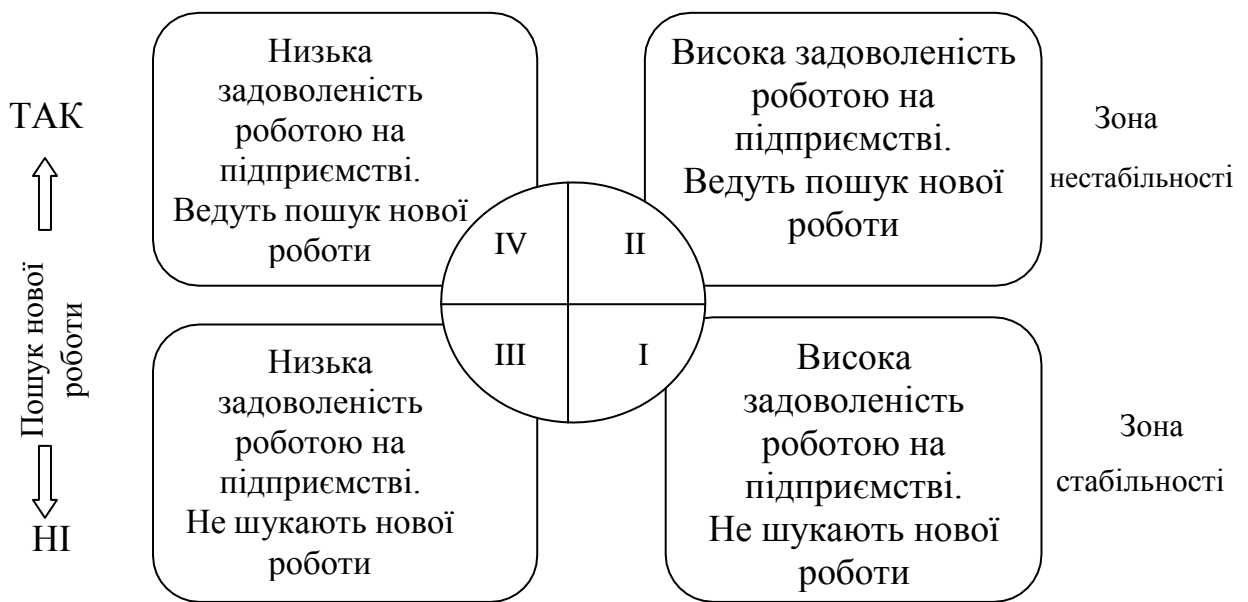 ТАК
Пошук нової
роботи
НІ
Низька
задоволеність
роботою на
підприємстві.
Ведуть пошук нової
роботи
Висока задоволеність
роботою на
підприємстві.
Ведуть пошук нової
роботи
Зона
нестабільності
IV
II
III
I
Низька
задоволеність
роботою на
підприємстві.
Не шукають нової
роботи
Висока
задоволеність
роботою на
підприємстві.
Не шукають нової
роботи
Зона
стабільності